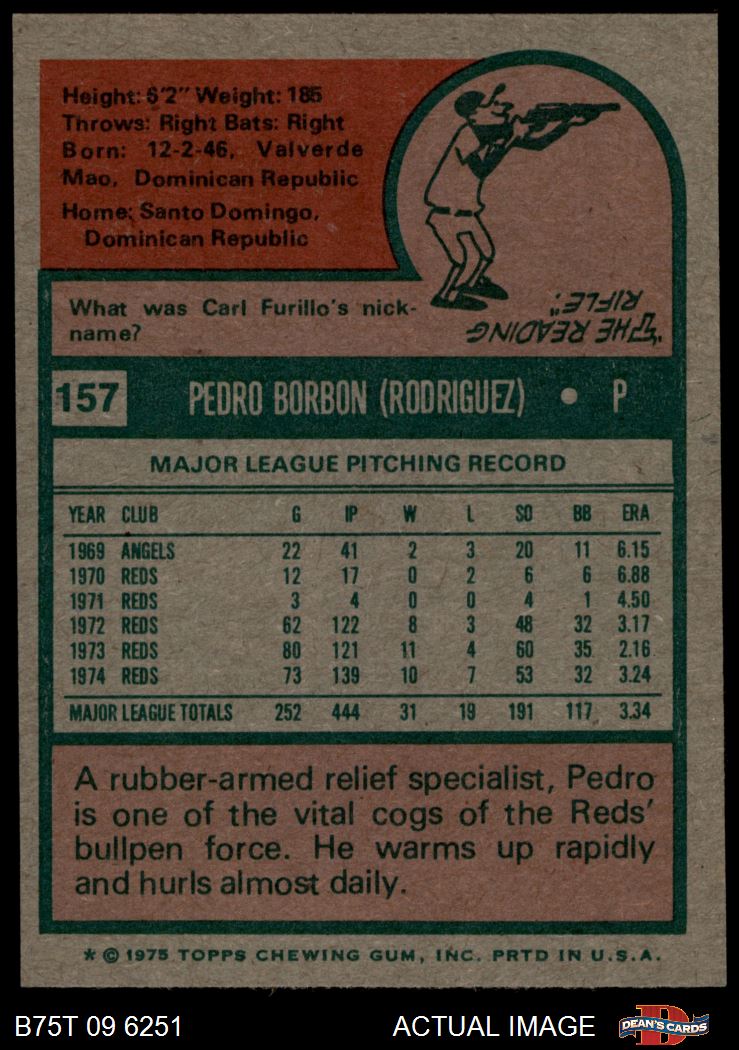 Height: 6'2" Weight: 185
Throws: Right Bats: Right
Born: 12-2-46, Valverde
Mao, Dominican Republic
Home: Santo Domingo,
Dominican Republic
What was Carl Furillo's nick-
name?
"THE READING
RIFLE."
157 PEDRO BORBON (RODRIGUEZ) • P
MAJOR LEAGUE PITCHING RECORD
YEAR CLUB G IP W L SO BB ERA
1969 ANGELS 22 41 2 3 20 11 6.15
1970 REDS 12 17 0 2 6 6 6.88
1971 REDS 3 4 0 0 4 1 4.50
1972 REDS 62 122 8 3 48 32 3.17
1973 REDS 80 121 11 4 60 35 2.16
1974 REDS 73 139 10 7 53 32 3.24
MAJOR LEAGUE TOTALS 252 444 31 19 191 117 3.34
A rubber-armed relief specialist, Pedro
is one of the vital cogs of the Reds'
bullpen force. He warms up rapidly
and hurls almost daily.
* © 1975 TOPPS CHEWING GUM, INC. PRTD IN U.S.A.
B75T 09 6251 ACTUAL IMAGE
D
DEAN'S CARDS